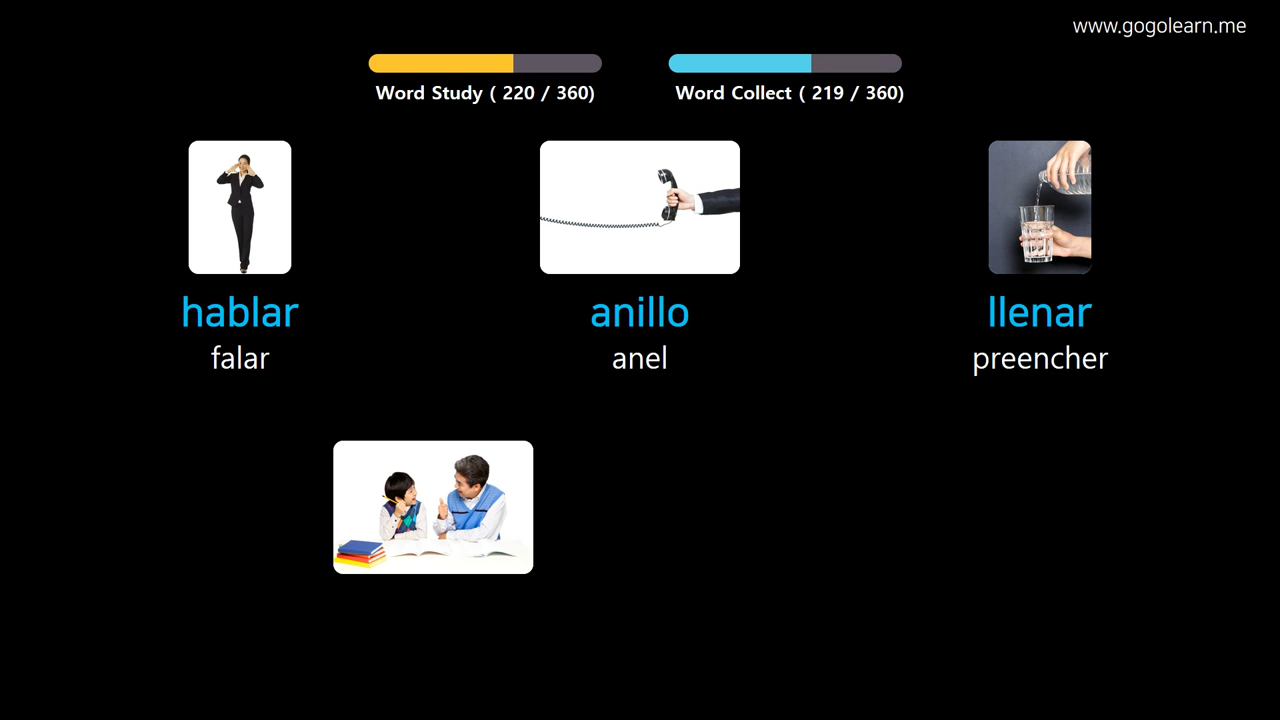 www.gogolearn.me
Word Study ( 220 / 360)
Word Collect ( 219 / 360)
hablar
falar
anillo
anel
llenar
preencher